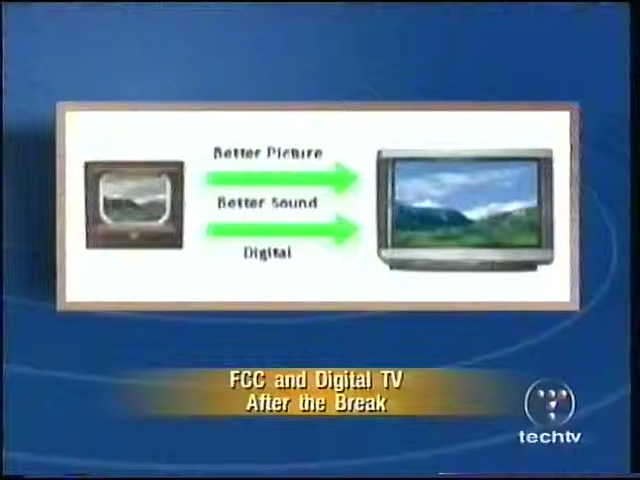 Better Picture
Better Sound
Digital
FCC and Digital TV
After the Break
techtv